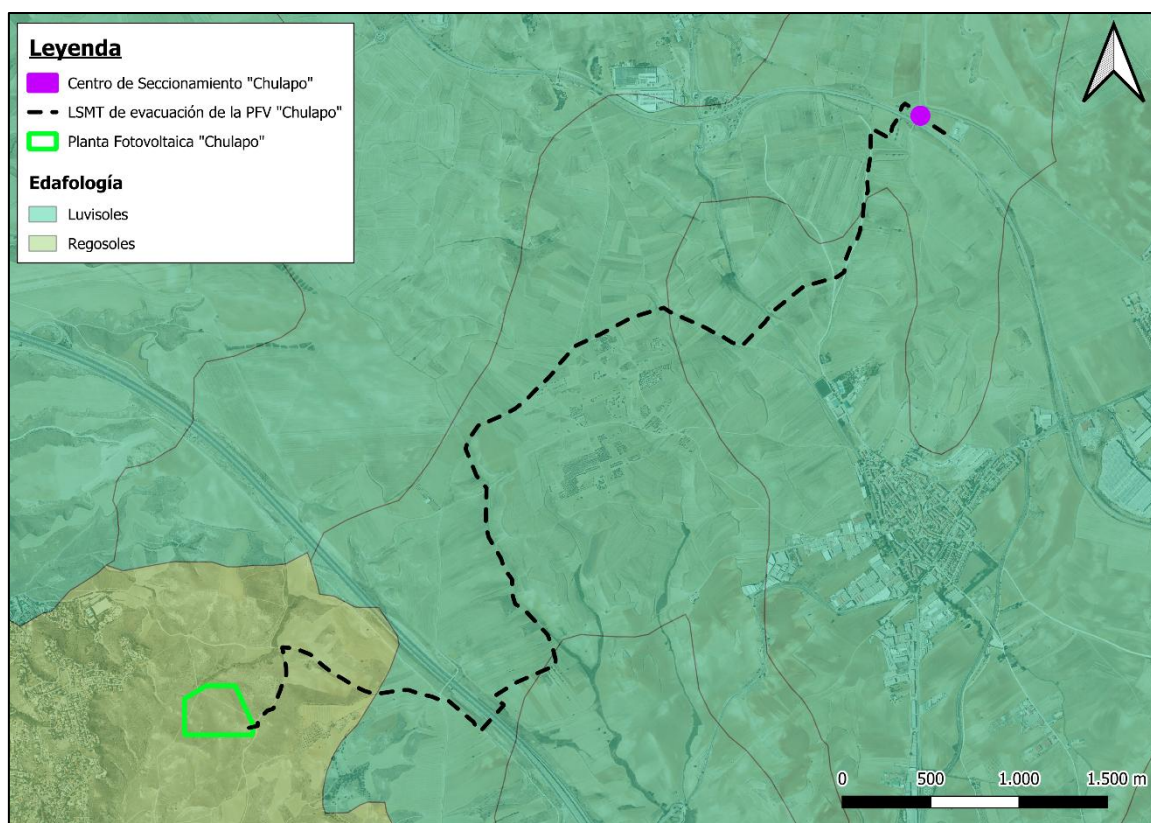 Leyenda
Centro de Seccionamiento "Chulapo"
LSMT de evacuación de la PFV "Chulapo"
Planta Fotovoltaica "Chulapo"
Edafología
Luvisoles
Regosoles
0 500 1.000 1.500 m